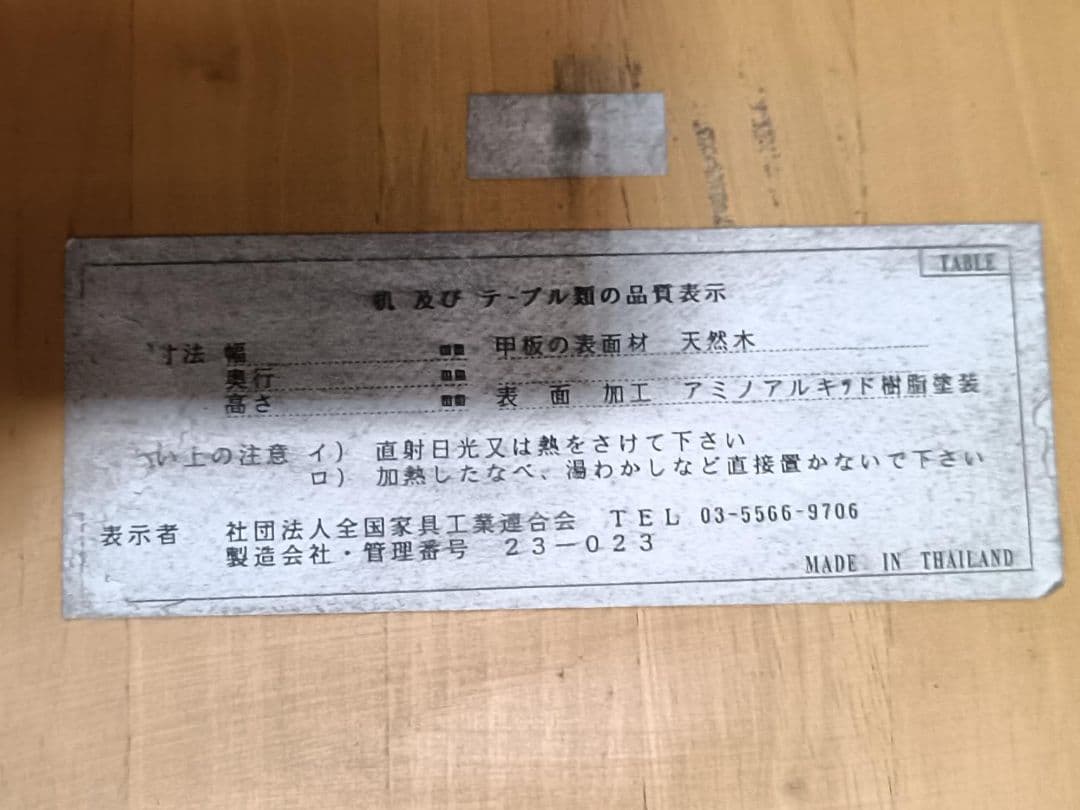 TABLE
机 及び テーブル類の品質表示
寸法 幅 ㎜ 甲板の表面材 天然木
奥行 ㎜
高さ ㎜ 表 面 加工 アミノアルキッド樹脂塗装
い上の注意 イ) 直射日光又は熱をさけて下さい
ロ) 加熱したなべ、湯わかしなど直接置かないで下さい
表示者 社団法人全国家具工業連合会 TEL 03-5566-9706
製造会社・管理番号 23-023
MADE IN THAILAND